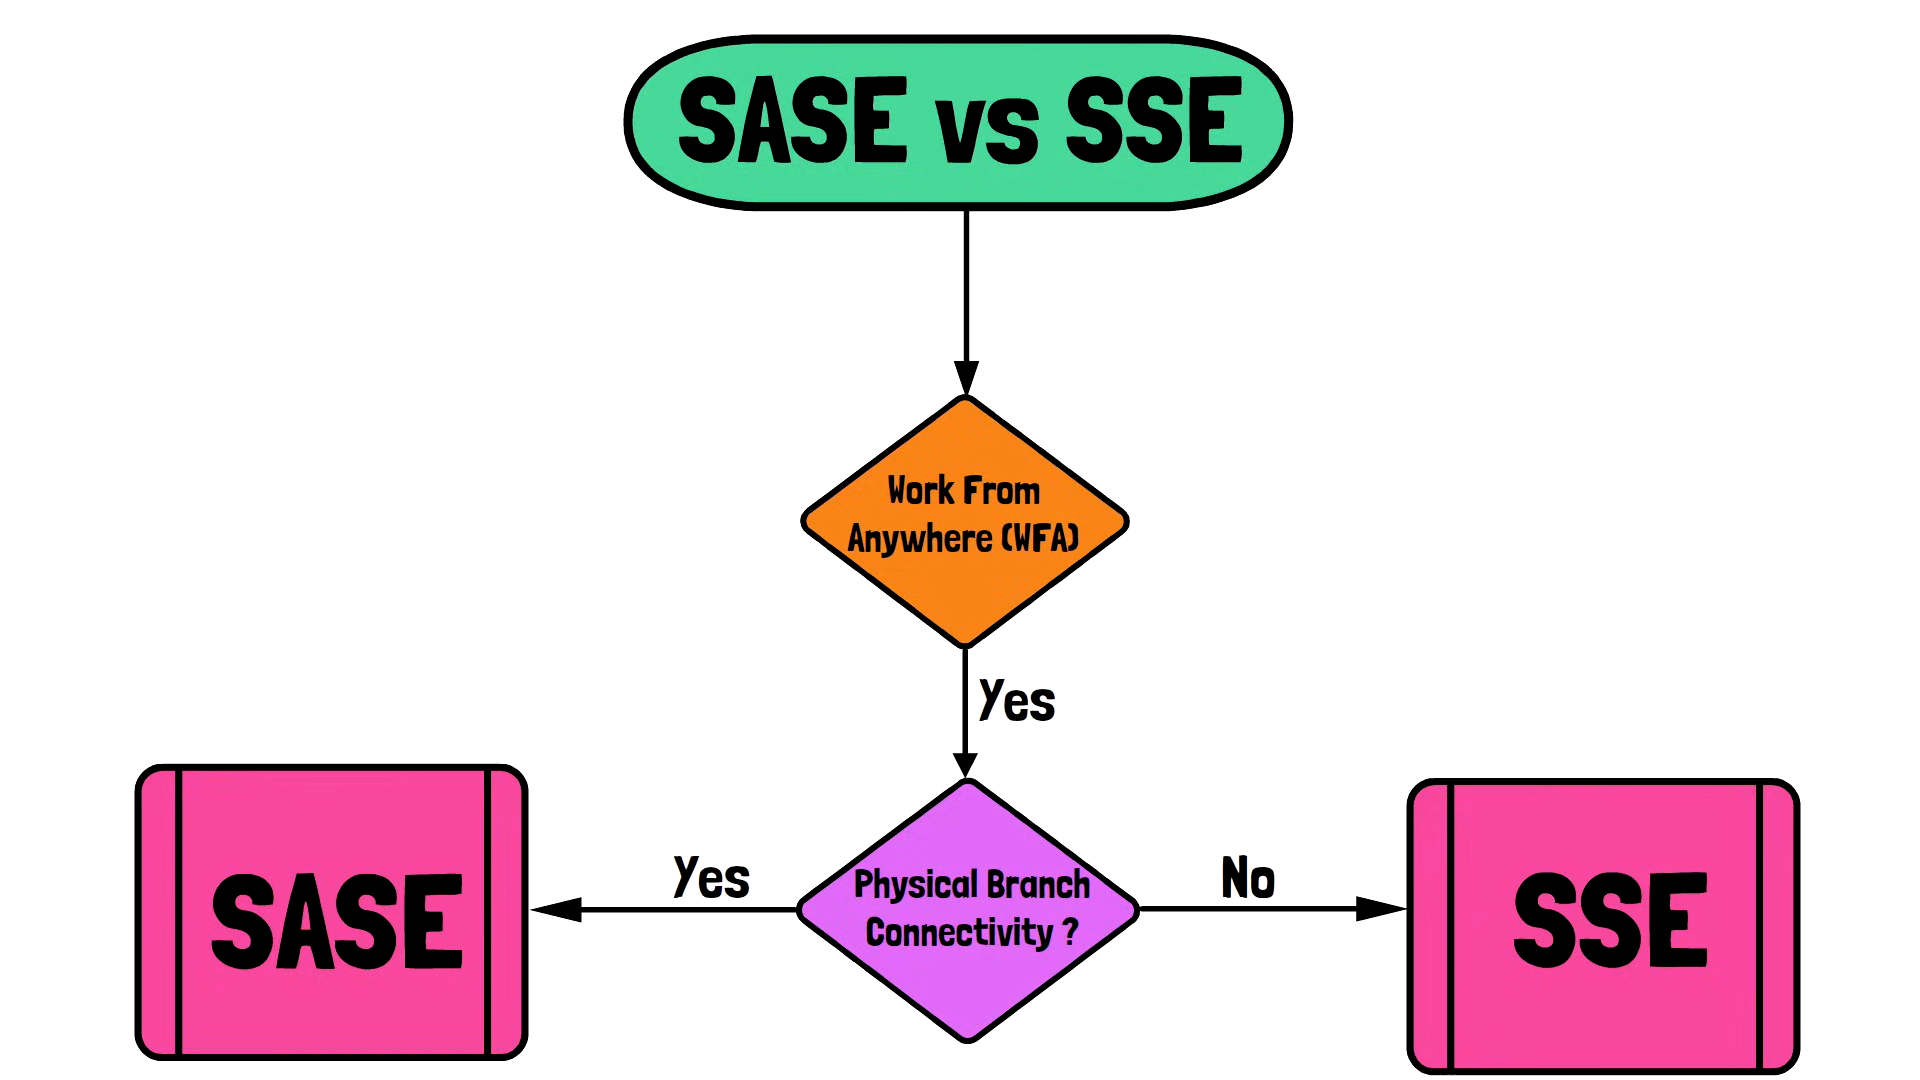 SASE vs SSE
Work From
Anywhere (WFA)
Yes
Physical Branch
Connectivity ?
Yes
No
SASE
SSE